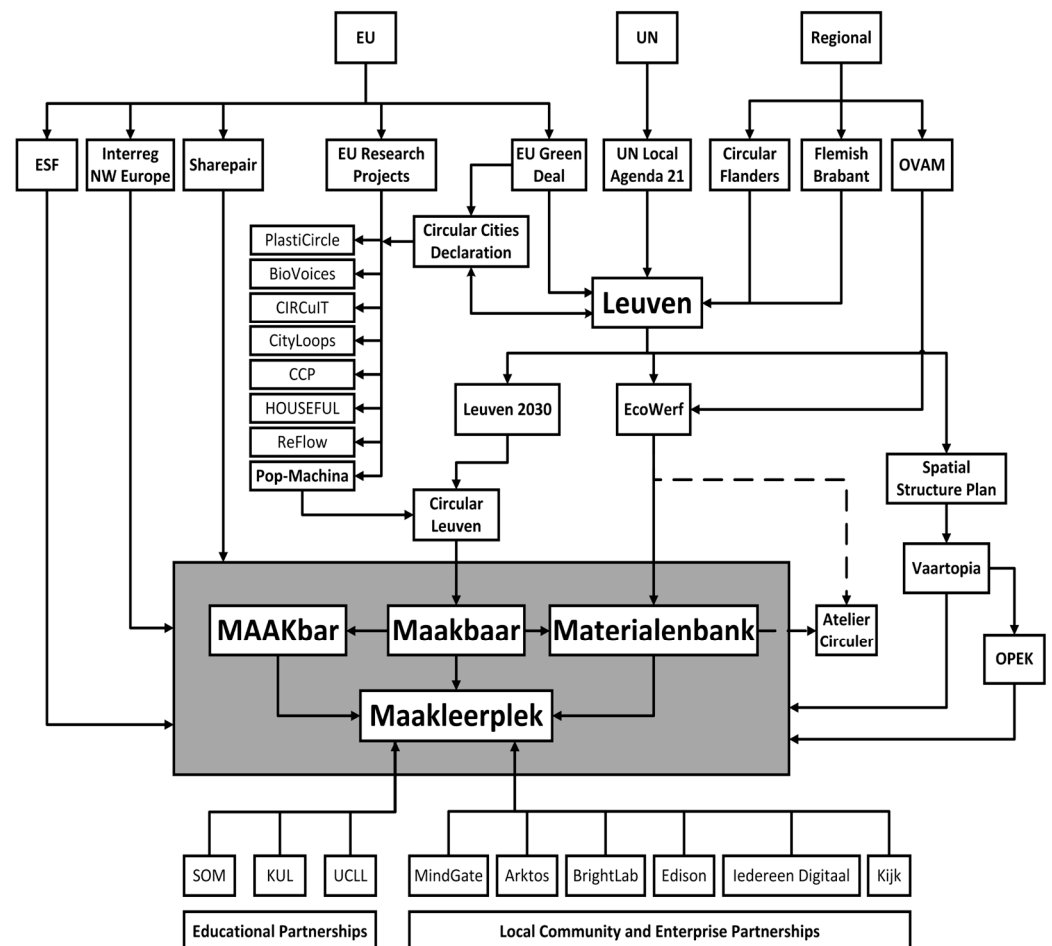 EU
UN
Regional
ESF
Interreg
NW Europe
Sharepair
EU Research
Projects
EU Green
Deal
UN Local
Agenda 21
Circular
Flanders
Flemish
Brabant
OVAM
Circular Cities
Declaration
PlastiCircle
BioVoices
CIRCuIT
CityLoops
CCP
HOUSEFUL
ReFlow
Pop-Machina
Leuven
Leuven 2030
EcoWerf
Spatial
Structure Plan
Circular
Leuven
Vaartopia
MAAKbar
Maakbaar
Materialenbank
Atelier
Circuler
OPEK
Maakleerplek
SOM
KUL
UCLL
MindGate
Arktos
BrightLab
Edison
Iedereen Digitaal
Kijk
Educational Partnerships
Local Community and Enterprise Partnerships